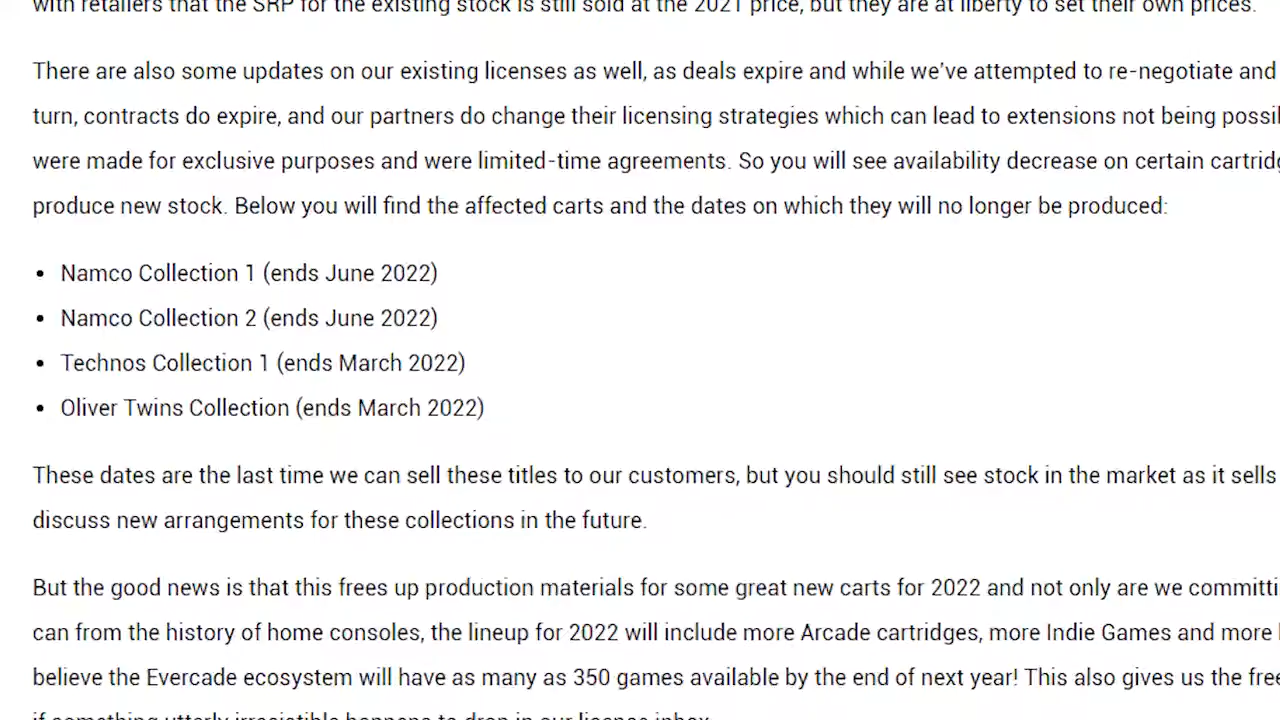 with retailers that the SRP for the existing stock is still sold at the 2021 price, but they are at liberty to set their own prices.
There are also some updates on our existing licenses as well, as deals expire and while we've attempted to re-negotiate and
turn, contracts do expire, and our partners do change their licensing strategies which can lead to extensions not being possi
were made for exclusive purposes and were limited-time agreements. So you will see availability decrease on certain cartridg
produce new stock. Below you will find the affected carts and the dates on which they will no longer be produced:
• Namco Collection 1 (ends June 2022)
• Namco Collection 2 (ends June 2022)
• Technos Collection 1 (ends March 2022)
• Oliver Twins Collection (ends March 2022)
These dates are the last time we can sell these titles to our customers, but you should still see stock in the market as it sells
discuss new arrangements for these collections in the future.
But the good news is that this frees up production materials for some great new carts for 2022 and not only are we committi
can from the history of home consoles, the lineup for 2022 will include more Arcade cartridges, more Indie Games and more
believe the Evercade ecosystem will have as many as 350 games available by the end of next year! This also gives us the free
if something utterly irresistible happens to drop in our license inbox.